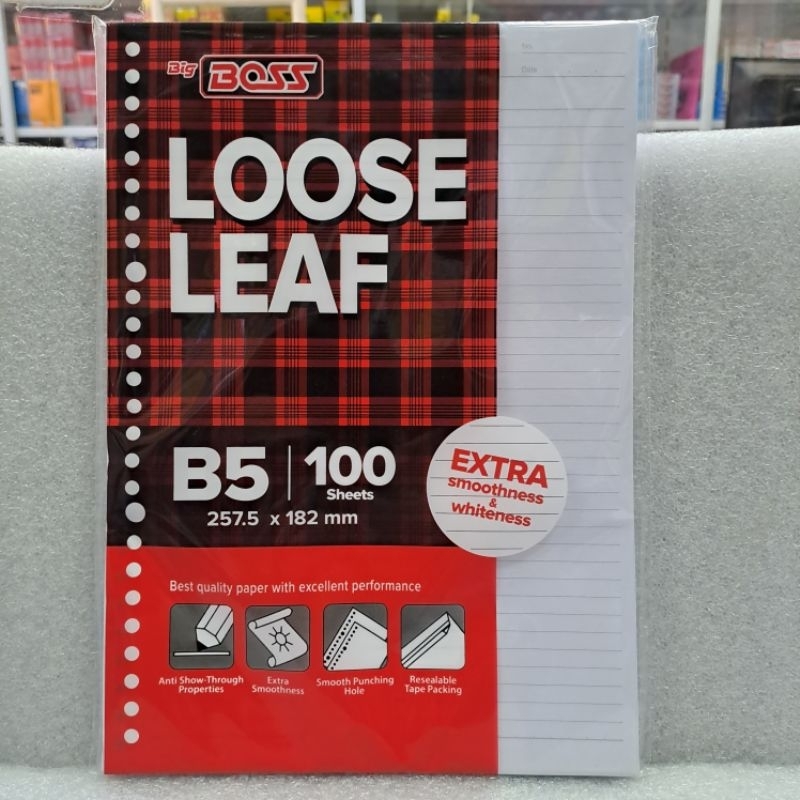 Big BOSS
No.
Date
LOOSE
LEAF
B5 | 100
Sheets
257.5 x 182 mm
EXTRA
smoothness
&
whiteness
Best quality paper with excellent performance
Anti Show-Through
Properties
Extra
Smoothness
Smooth Punching
Hole
Resealable
Tape Packing